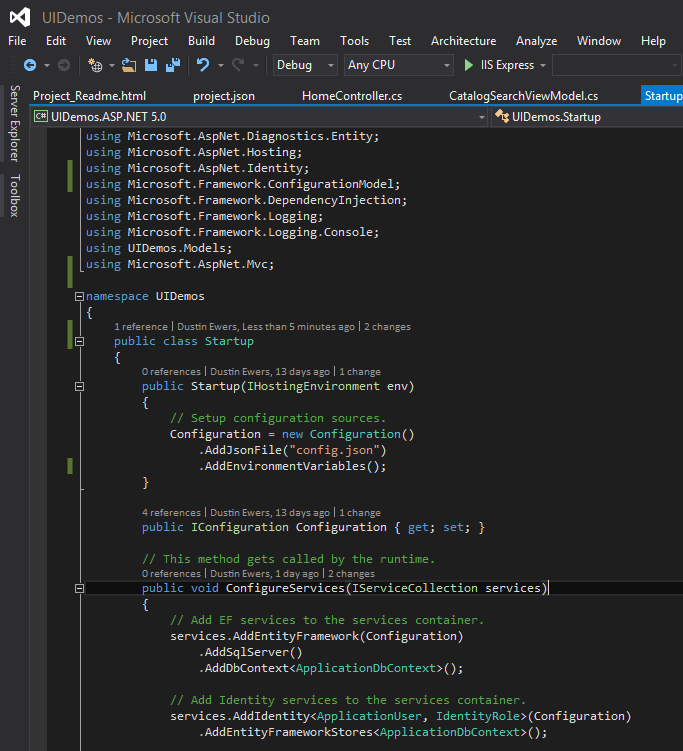 UIDemos - Microsoft Visual Studio
File Edit View Project Build Debug Team Tools Test Architecture Analyze Window Help
Debug Any CPU IIS Express
Server Explorer
Toolbox
Project_Readme.html project.json HomeController.cs CatalogSearchViewModel.cs Startup
C# UIDemos.ASP.NET 5.0 UIDemos.Startup
using Microsoft.AspNet.Diagnostics.Entity;
using Microsoft.AspNet.Hosting;
using Microsoft.AspNet.Identity;
using Microsoft.Framework.ConfigurationModel;
using Microsoft.Framework.DependencyInjection;
using Microsoft.Framework.Logging;
using Microsoft.Framework.Logging.Console;
using UIDemos.Models;
using Microsoft.AspNet.Mvc;
namespace UIDemos
{
1 reference | Dustin Ewers, Less than 5 minutes ago | 2 changes
public class Startup
{
0 references | Dustin Ewers, 13 days ago | 1 change
public Startup(IHostingEnvironment env)
{
// Setup configuration sources.
Configuration = new Configuration()
.AddJsonFile("config.json")
.AddEnvironmentVariables();
}
4 references | Dustin Ewers, 13 days ago | 1 change
public IConfiguration Configuration { get; set; }
// This method gets called by the runtime.
0 references | Dustin Ewers, 1 day ago | 2 changes
public void ConfigureServices(IServiceCollection services)
{
// Add EF services to the services container.
services.AddEntityFramework(Configuration)
.AddSqlServer()
.AddDbContext<ApplicationDbContext>();
// Add Identity services to the services container.
services.AddIdentity<ApplicationUser, IdentityRole>(Configuration)
.AddEntityFrameworkStores<ApplicationDbContext>();